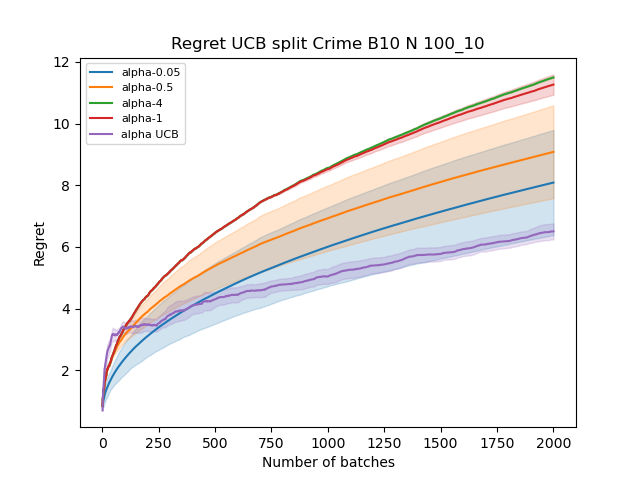 Regret UCB split Crime B10 N 100_10
alpha-0.05
alpha-0.5
alpha-4
alpha-1
alpha UCB
12
10
8
6
4
2
Regret
0
250
500
750
1000
1250
1500
1750
2000
Number of batches